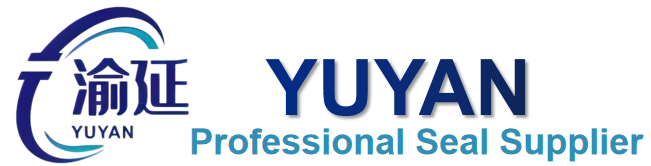 渝延
YUYAN
YUYAN
Professional Seal Supplier